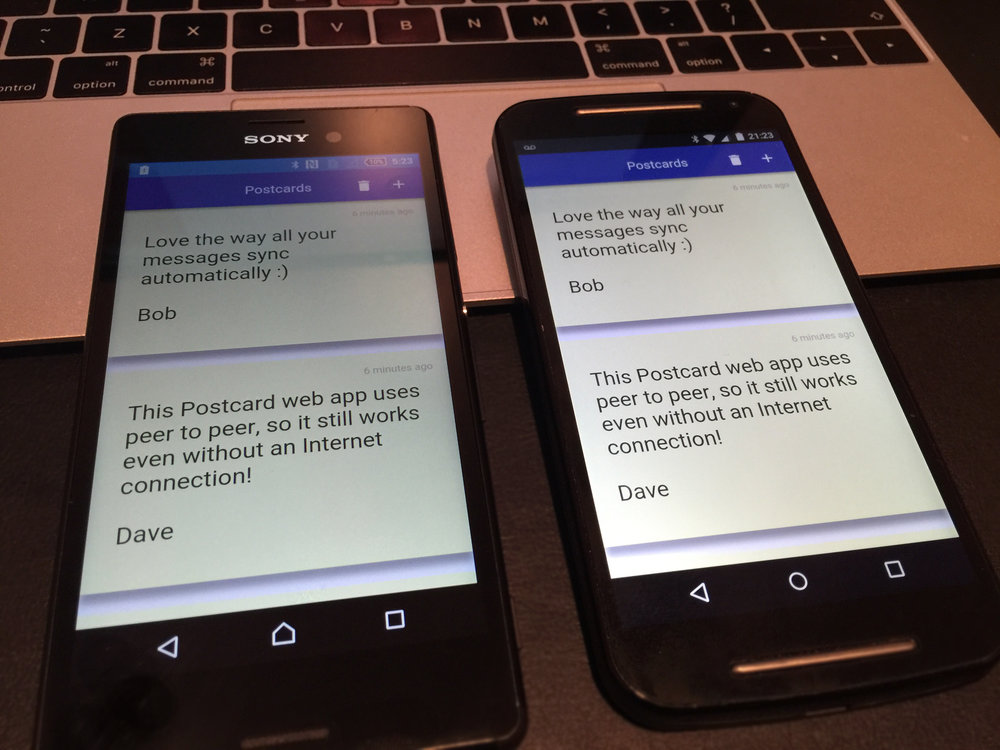 ~ Z X C V B N M < , > . ? /
control
alt
option
⌘
command
⌘
command
alt
option
SONY
10% 5:23
Postcards
6 minutes ago
Love the way all your
messages sync
automatically :)
Bob
6 minutes ago
This Postcard web app uses
peer to peer, so it still works
even without an Internet
connection!
Dave
21:23
Postcards
6 minutes ago
Love the way all your
messages sync
automatically :)
Bob
6 minutes ago
This Postcard web app uses
peer to peer, so it still works
even without an Internet
connection!
Dave